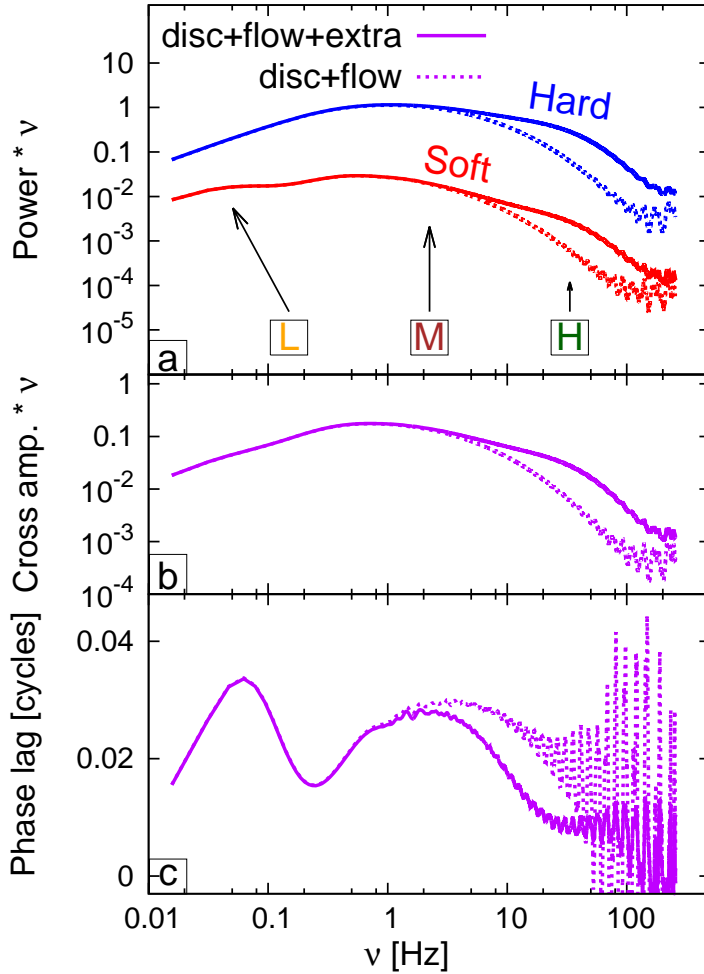 disc+flow+extra
disc+flow
Hard
Soft
Power * ν
10
1
0.1
10⁻²
10⁻³
10⁻⁴
10⁻⁵
L
M
H
a
Cross amp. * ν
1
0.1
10⁻²
10⁻³
10⁻⁴
b
Phase lag [cycles]
0.04
0.02
0
c
0.01
0.1
1
10
100
ν [Hz]